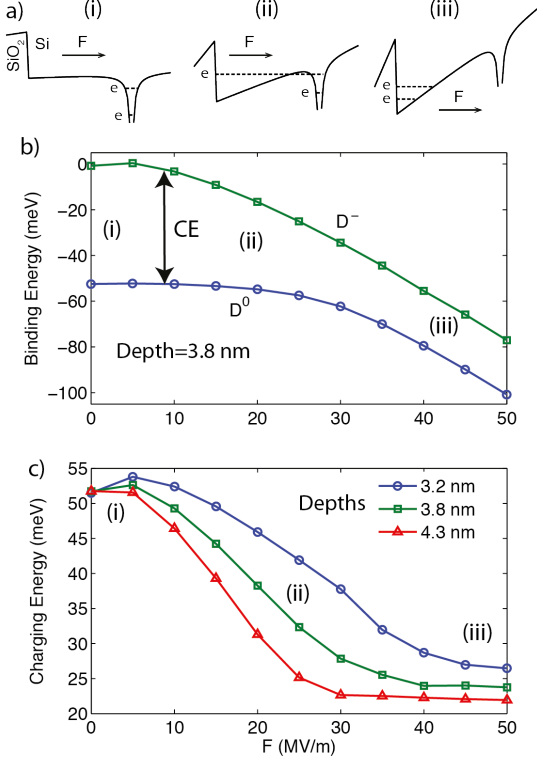 a) (i) (ii) (iii)
SiO2 Si F F
e e
e e
e e F
b)
Binding Energy (meV)
0
−20
−40
−60
−80
−100
(i) CE (ii) D−
D0 (iii)
Depth=3.8 nm
0 10 20 30 40 50
c)
Charging Energy (meV)
55
50
45
40
35
30
25
20
(i) (ii) (iii)
Depths
3.2 nm
3.8 nm
4.3 nm
0 10 20 30 40 50
F (MV/m)